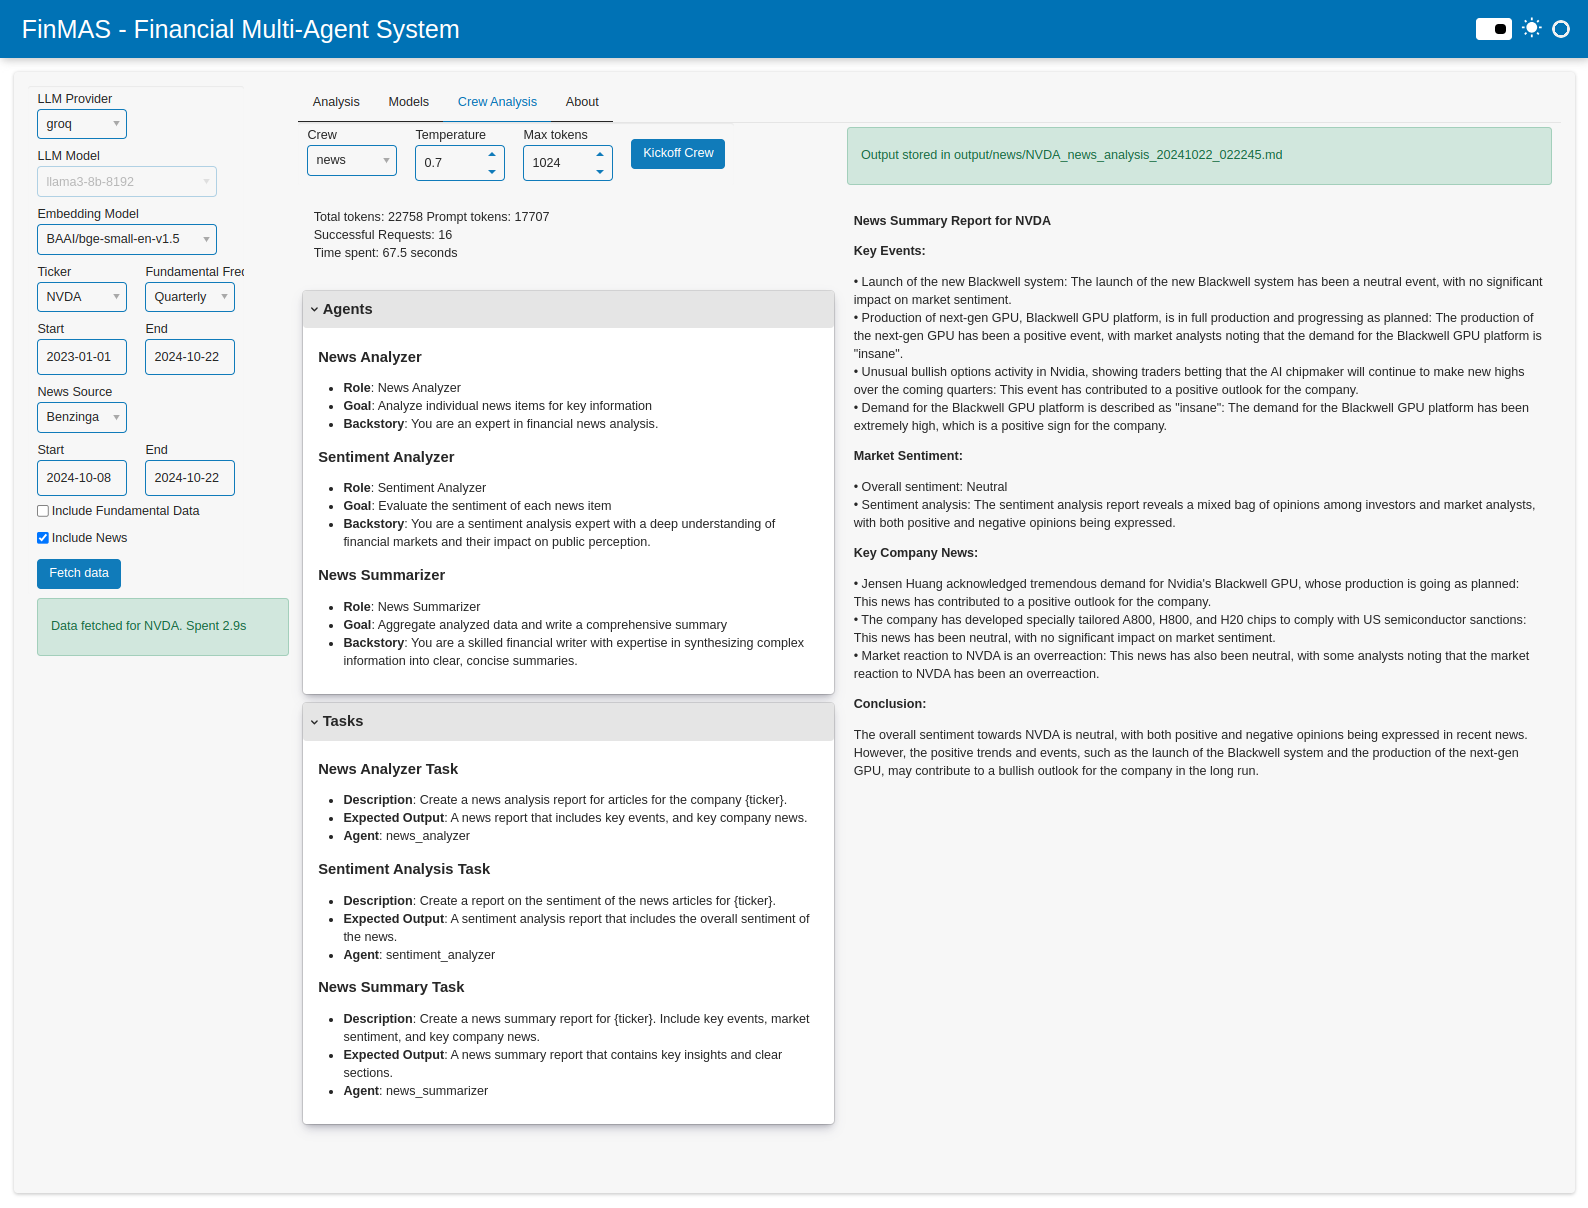 FinMAS - Financial Multi-Agent System
LLM Provider
groq
LLM Model
llama3-8b-8192
Embedding Model
BAAI/bge-small-en-v1.5
Ticker
Fundamental Freq
NVDA
Quarterly
Start
End
2023-01-01
2024-10-22
News Source
Benzinga
Start
End
2024-10-08
2024-10-22
Include Fundamental Data
Include News
Fetch data
Data fetched for NVDA. Spent 2.9s
Analysis
Models
Crew Analysis
About
Crew
Temperature
Max tokens
news
0.7
1024
Kickoff Crew
Total tokens: 22758 Prompt tokens: 17707
Successful Requests: 16
Time spent: 67.5 seconds
Agents
News Analyzer
• Role: News Analyzer
• Goal: Analyze individual news items for key information
• Backstory: You are an expert in financial news analysis.
Sentiment Analyzer
• Role: Sentiment Analyzer
• Goal: Evaluate the sentiment of each news item
• Backstory: You are a sentiment analysis expert with a deep understanding of
financial markets and their impact on public perception.
News Summarizer
• Role: News Summarizer
• Goal: Aggregate analyzed data and write a comprehensive summary
• Backstory: You are a skilled financial writer with expertise in synthesizing complex
information into clear, concise summaries.
Tasks
News Analyzer Task
• Description: Create a news analysis report for articles for the company {ticker}.
• Expected Output: A news report that includes key events, and key company news.
• Agent: news_analyzer
Sentiment Analysis Task
• Description: Create a report on the sentiment of the news articles for {ticker}.
• Expected Output: A sentiment analysis report that includes the overall sentiment of
the news.
• Agent: sentiment_analyzer
News Summary Task
• Description: Create a news summary report for {ticker}. Include key events, market
sentiment, and key company news.
• Expected Output: A news summary report that contains key insights and clear
sections.
• Agent: news_summarizer
Output stored in output/news/NVDA_news_analysis_20241022_022245.md
News Summary Report for NVDA
Key Events:
• Launch of the new Blackwell system: The launch of the new Blackwell system has been a neutral event, with no significant
impact on market sentiment.
• Production of next-gen GPU, Blackwell GPU platform, is in full production and progressing as planned: The production of
the next-gen GPU has been a positive event, with market analysts noting that the demand for the Blackwell GPU platform is
"insane".
• Unusual bullish options activity in Nvidia, showing traders betting that the AI chipmaker will continue to make new highs
over the coming quarters: This event has contributed to a positive outlook for the company.
• Demand for the Blackwell GPU platform is described as "insane": The demand for the Blackwell GPU platform has been
extremely high, which is a positive sign for the company.
Market Sentiment:
• Overall sentiment: Neutral
• Sentiment analysis: The sentiment analysis report reveals a mixed bag of opinions among investors and market analysts,
with both positive and negative opinions being expressed.
Key Company News:
• Jensen Huang acknowledged tremendous demand for Nvidia's Blackwell GPU, whose production is going as planned:
This news has contributed to a positive outlook for the company.
• The company has developed specially tailored A800, H800, and H20 chips to comply with US semiconductor sanctions:
This news has been neutral, with no significant impact on market sentiment.
• Market reaction to NVDA is an overreaction: This news has also been neutral, with some analysts noting that the market
reaction to NVDA has been an overreaction.
Conclusion:
The overall sentiment towards NVDA is neutral, with both positive and negative opinions being expressed in recent news.
However, the positive trends and events, such as the launch of the Blackwell system and the production of the next-gen
GPU, may contribute to a bullish outlook for the company in the long run.